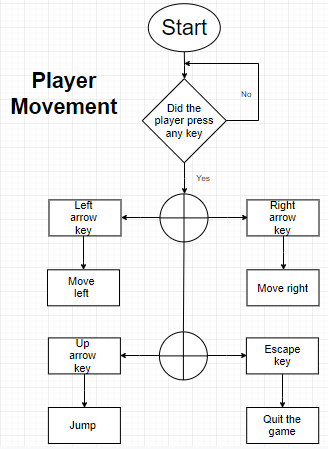 Start
Player
Movement
No
Did the
player press
any key
Yes
Left
arrow
key
Right
arrow
key
Move
left
Move right
Up
arrow
key
Escape
key
Jump
Quit the
game